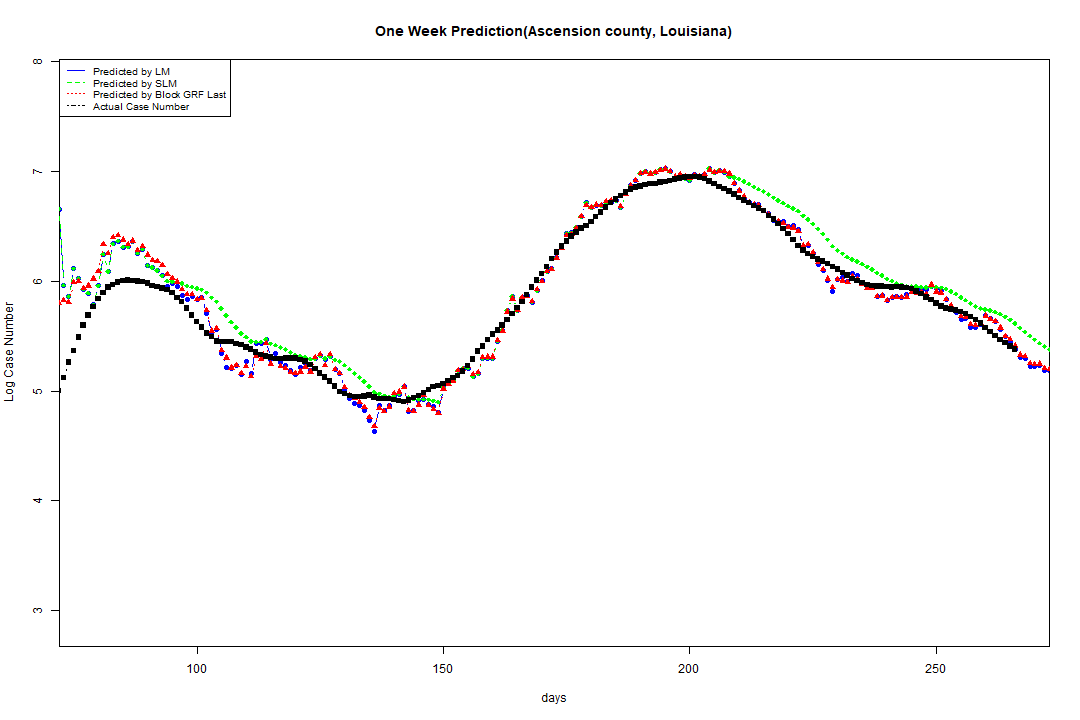 One Week Prediction(Ascension county, Louisiana)
8
Predicted by LM
Predicted by SLM
Predicted by Block GRF Last
Actual Case Number
7
6
5
4
3
Log Case Number
100 150 200 250
days